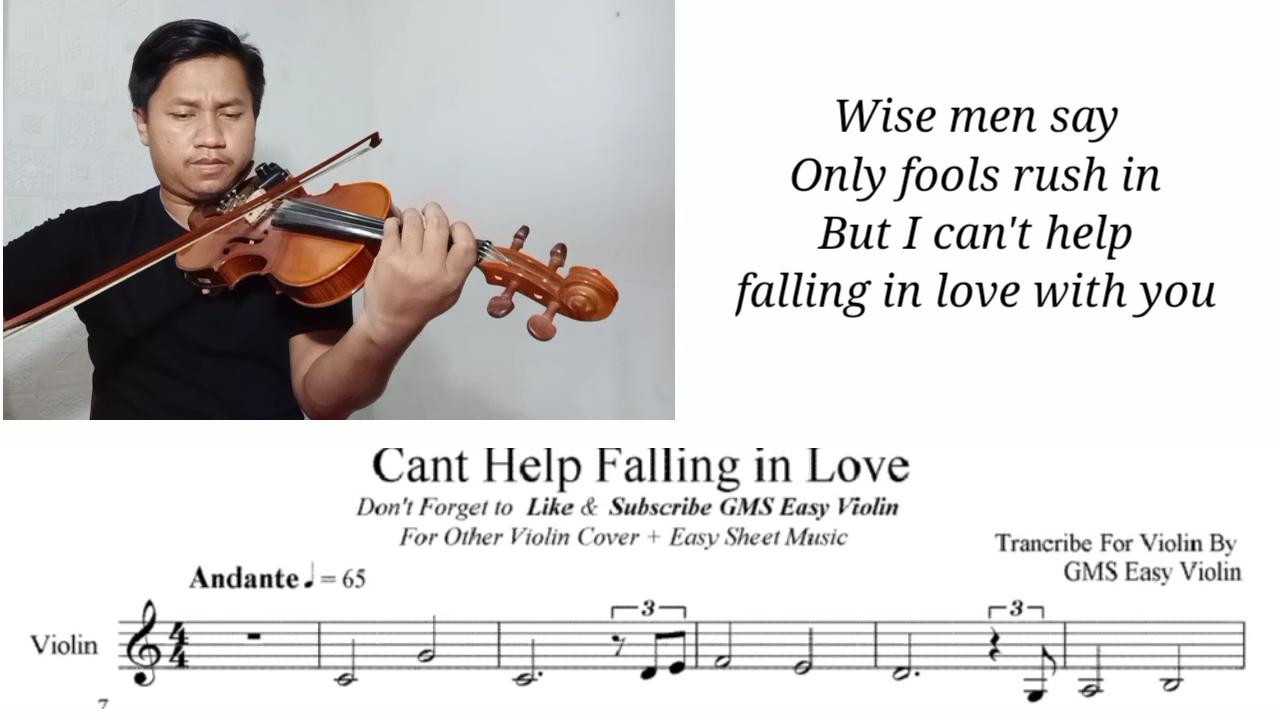 Wise men say
Only fools rush in
But I can't help
falling in love with you
Cant Help Falling in Love
Don't Forget to Like & Subscribe GMS Easy Violin
For Other Violin Cover + Easy Sheet Music
Trancribe For Violin By
GMS Easy Violin
Andante ♩ = 65
3 3
Violin 4 4
7